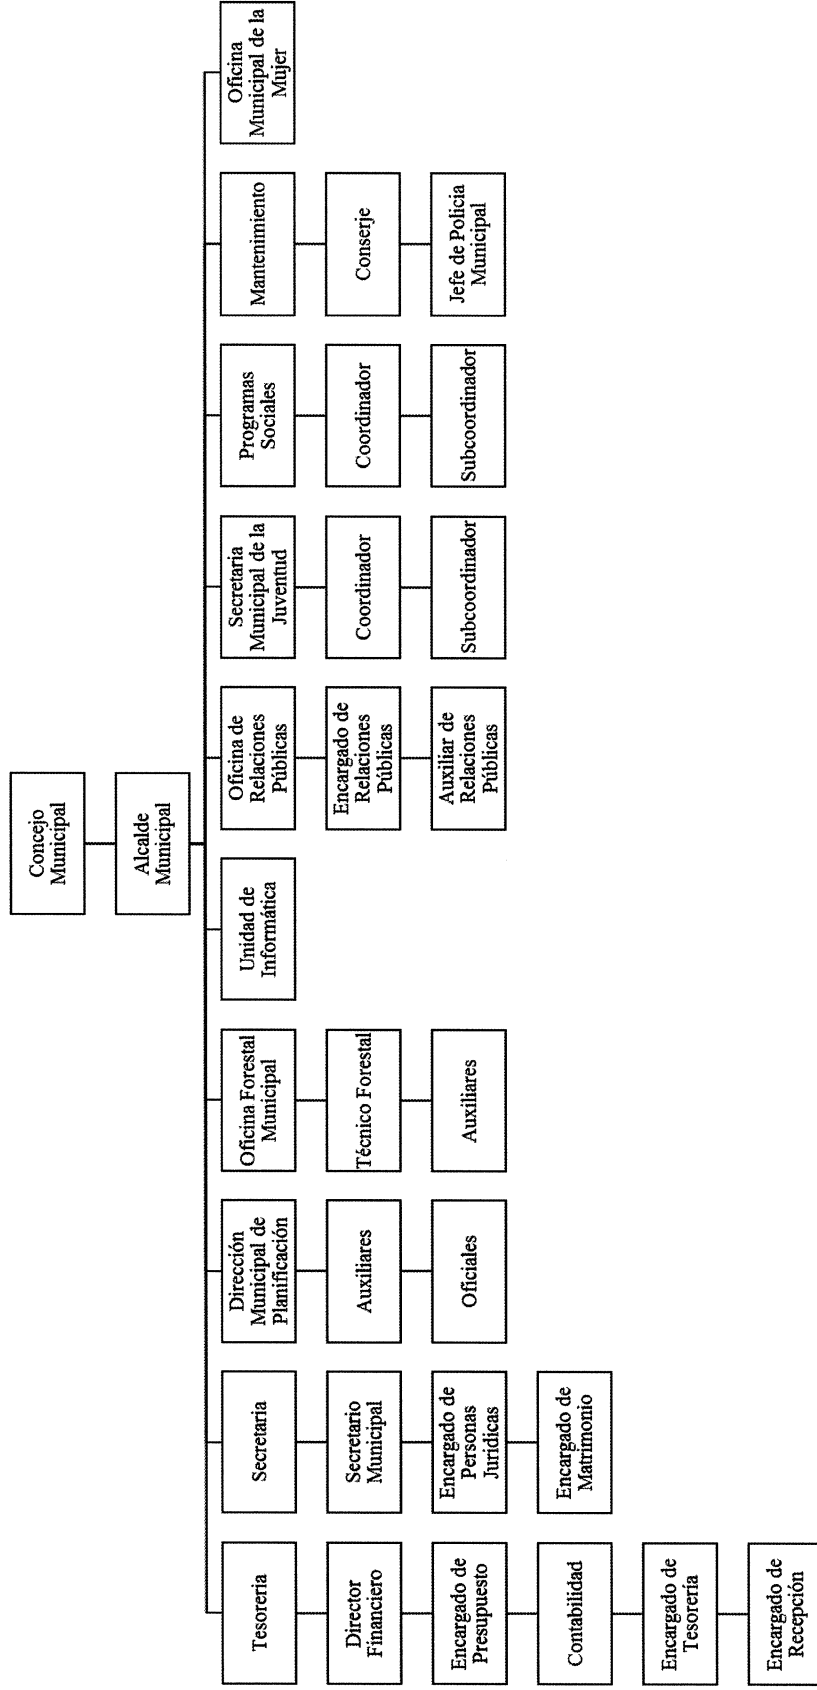 Concejo
Municipal
Alcalde
Municipal
Tesoreria
Director
Financiero
Encargado de
Presupuesto
Contabilidad
Encargado de
Tesorería
Encargado de
Recepción
Secretaria
Secretario
Municipal
Encargado de
Personas
Juridicas
Encargado de
Matrimonio
Dirección
Municipal de
Planificación
Auxiliares
Oficiales
Oficina Forestal
Municipal
Técnico Forestal
Auxiliares
Unidad de
Informática
Oficina de
Relaciones
Públicas
Encargado de
Relaciones
Públicas
Auxiliar de
Relaciones
Públicas
Secretaria
Municipal de la
Juventud
Coordinador
Subcoordinador
Programas
Sociales
Coordinador
Subcoordinador
Mantenimiento
Conserje
Jefe de Policia
Municipal
Oficina
Municipal de la
Mujer